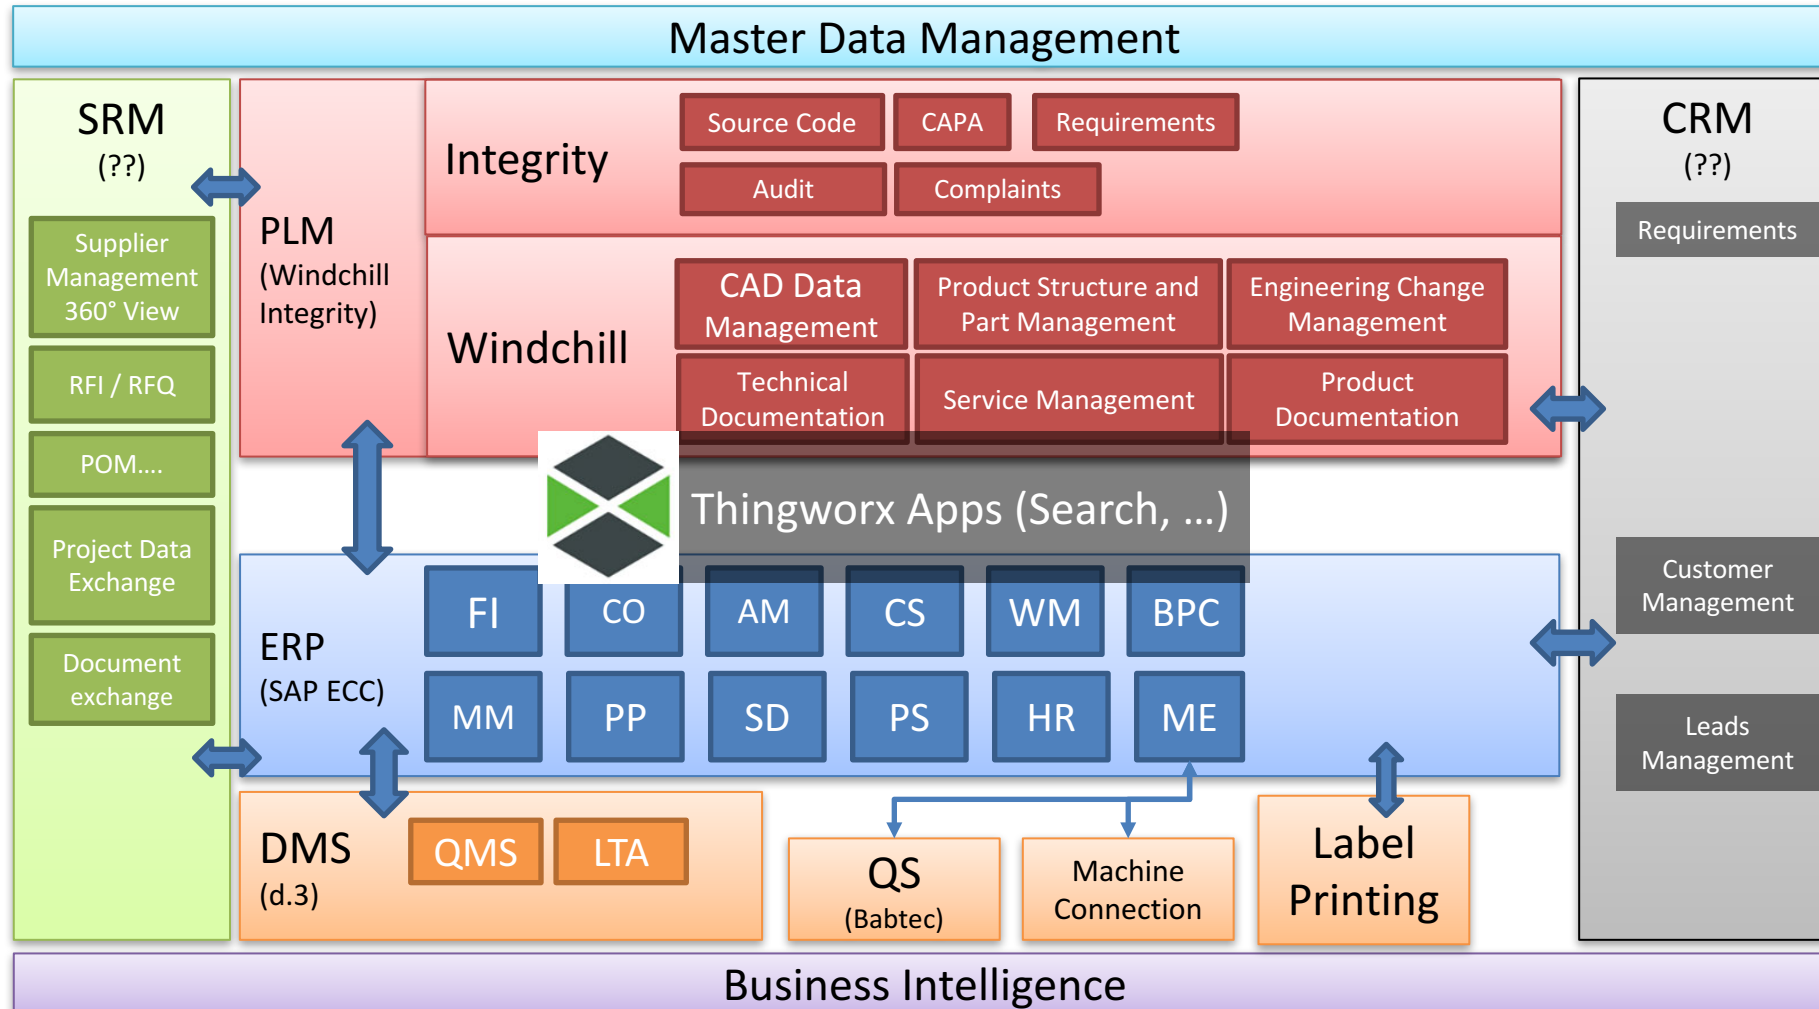 Master Data Management
SRM
(??)
Supplier
Management
360° View
RFI / RFQ
POM....
Project Data
Exchange
Document
exchange
PLM
(Windchill
Integrity)
Integrity
Source Code
CAPA
Requirements
Audit
Complaints
Windchill
CAD Data
Management
Product Structure and
Part Management
Engineering Change
Management
Technical
Documentation
Service Management
Product
Documentation
Thingworx Apps (Search, ...)
ERP
(SAP ECC)
FI
CO
AM
CS
WM
BPC
MM
PP
SD
PS
HR
ME
DMS
(d.3)
QMS
LTA
QS
(Babtec)
Machine
Connection
Label
Printing
CRM
(??)
Requirements
Customer
Management
Leads
Management
Business Intelligence